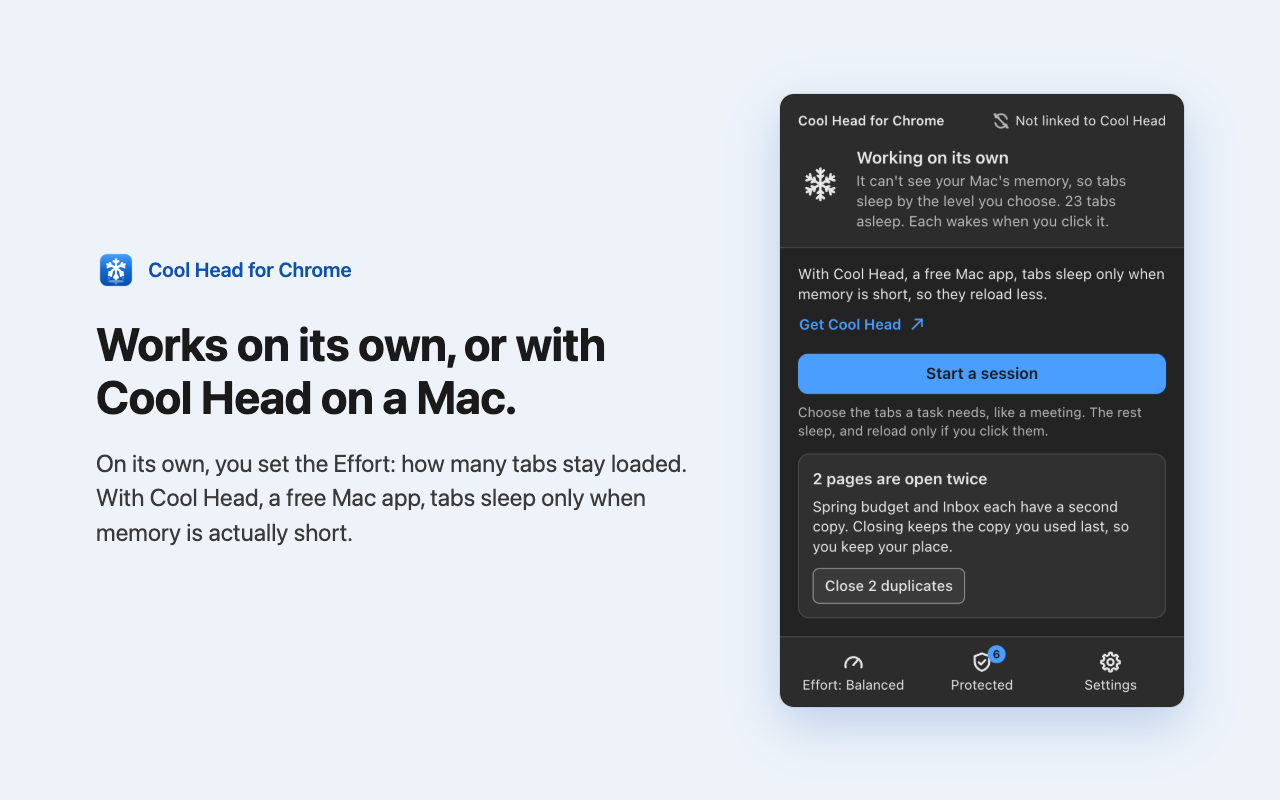 Cool Head for Chrome
Works on its own, or with
Cool Head on a Mac.
On its own, you set the Effort: how many tabs stay loaded.
With Cool Head, a free Mac app, tabs sleep only when
memory is actually short.
Cool Head for Chrome
Not linked to Cool Head
Working on its own
It can't see your Mac's memory, so tabs
sleep by the level you choose. 23 tabs
asleep. Each wakes when you click it.
With Cool Head, a free Mac app, tabs sleep only when
memory is short, so they reload less.
Get Cool Head
Start a session
Choose the tabs a task needs, like a meeting. The rest
sleep, and reload only if you click them.
2 pages are open twice
Spring budget and Inbox each have a second
copy. Closing keeps the copy you used last, so
you keep your place.
Close 2 duplicates
6
Effort: Balanced
Protected
Settings